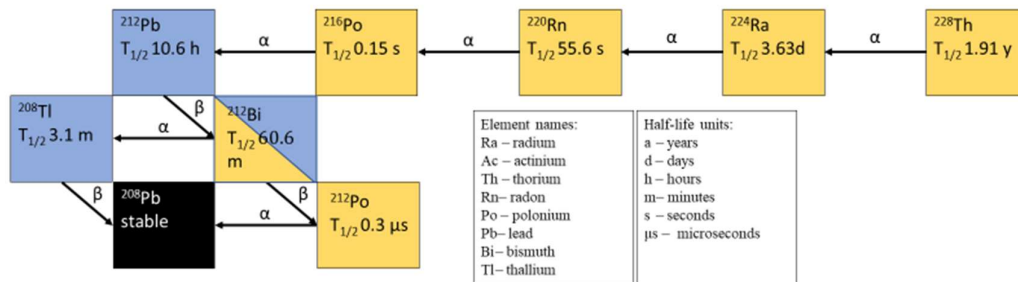 ²¹²Pb
T₁/₂ 10.6 h
α
²¹⁶Po
T₁/₂ 0.15 s
α
²²⁰Rn
T₁/₂ 55.6 s
α
²²⁴Ra
T₁/₂ 3.63d
α
²²⁸Th
T₁/₂ 1.91 y
²⁰⁸Tl
T₁/₂ 3.1 m
α
β
²¹²Bi
T₁/₂ 60.6
m
β
²⁰⁸Pb
stable
α
β
²¹²Po
T₁/₂ 0.3 µs
Element names:
Ra – radium
Ac – actinium
Th – thorium
Rn– radon
Po – polonium
Pb – lead
Bi – bismuth
Tl– thallium
Half-life units:
a – years
d – days
h – hours
m– minutes
s – seconds
µs – microseconds